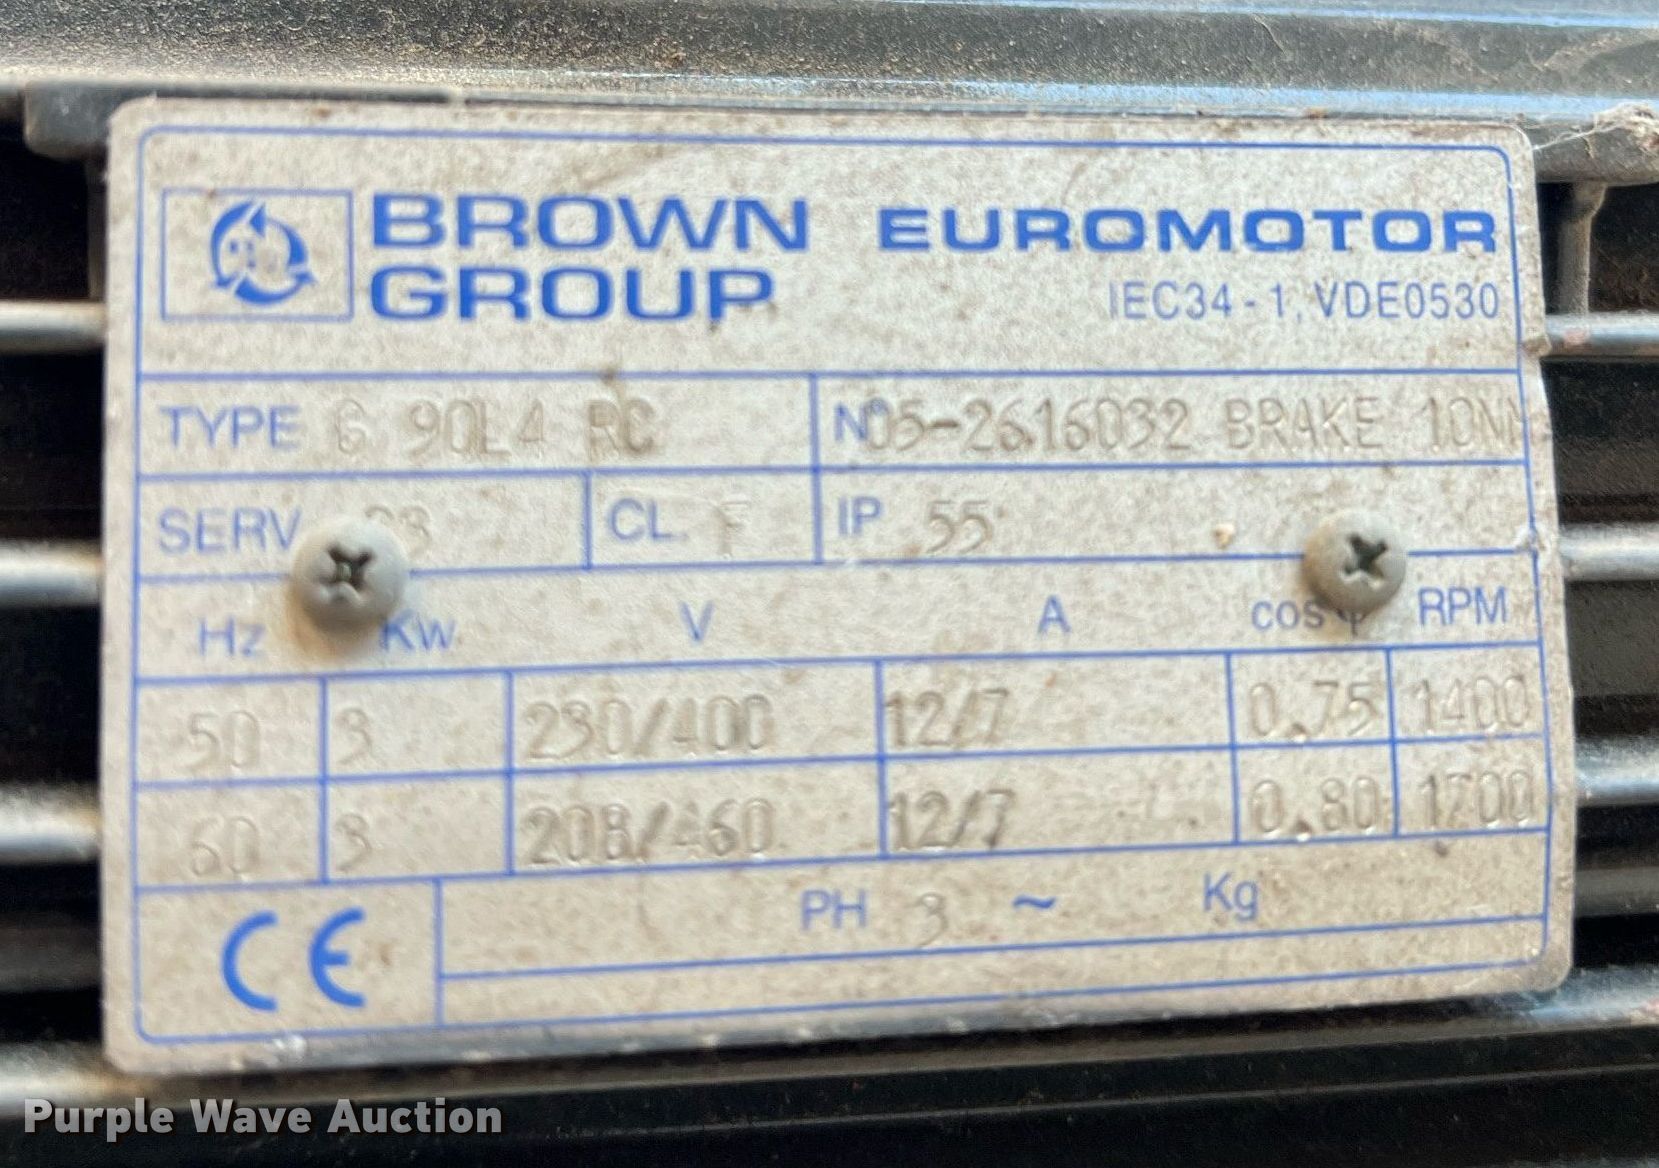 BROWN GROUP EUROMOTOR
IEC34-1, VDE0530
TYPE G 90L4 RC N° 05-2616032 BRAKE 10N
SERV CL. F IP 55
Hz Kw V A cos φ RPM
50 3 230/400 12/7 0.75 1400
60 3 208/460 12/7 0.80 1700
CE PH 3 ~ Kg
Purple Wave Auction